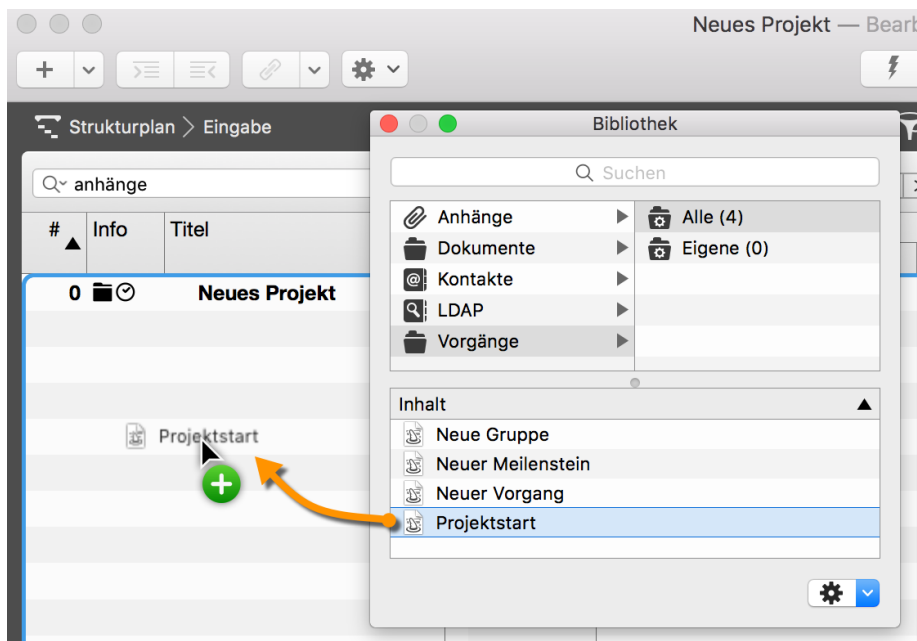 Neues Projekt — Bearb
Strukturplan > Eingabe
Bibliothek
anhänge
Suchen
# Info Titel
Anhänge
Dokumente
Kontakte
LDAP
Vorgänge
Alle (4)
Eigene (0)
0 Neues Projekt
Projektstart
Inhalt
Neue Gruppe
Neuer Meilenstein
Neuer Vorgang
Projektstart